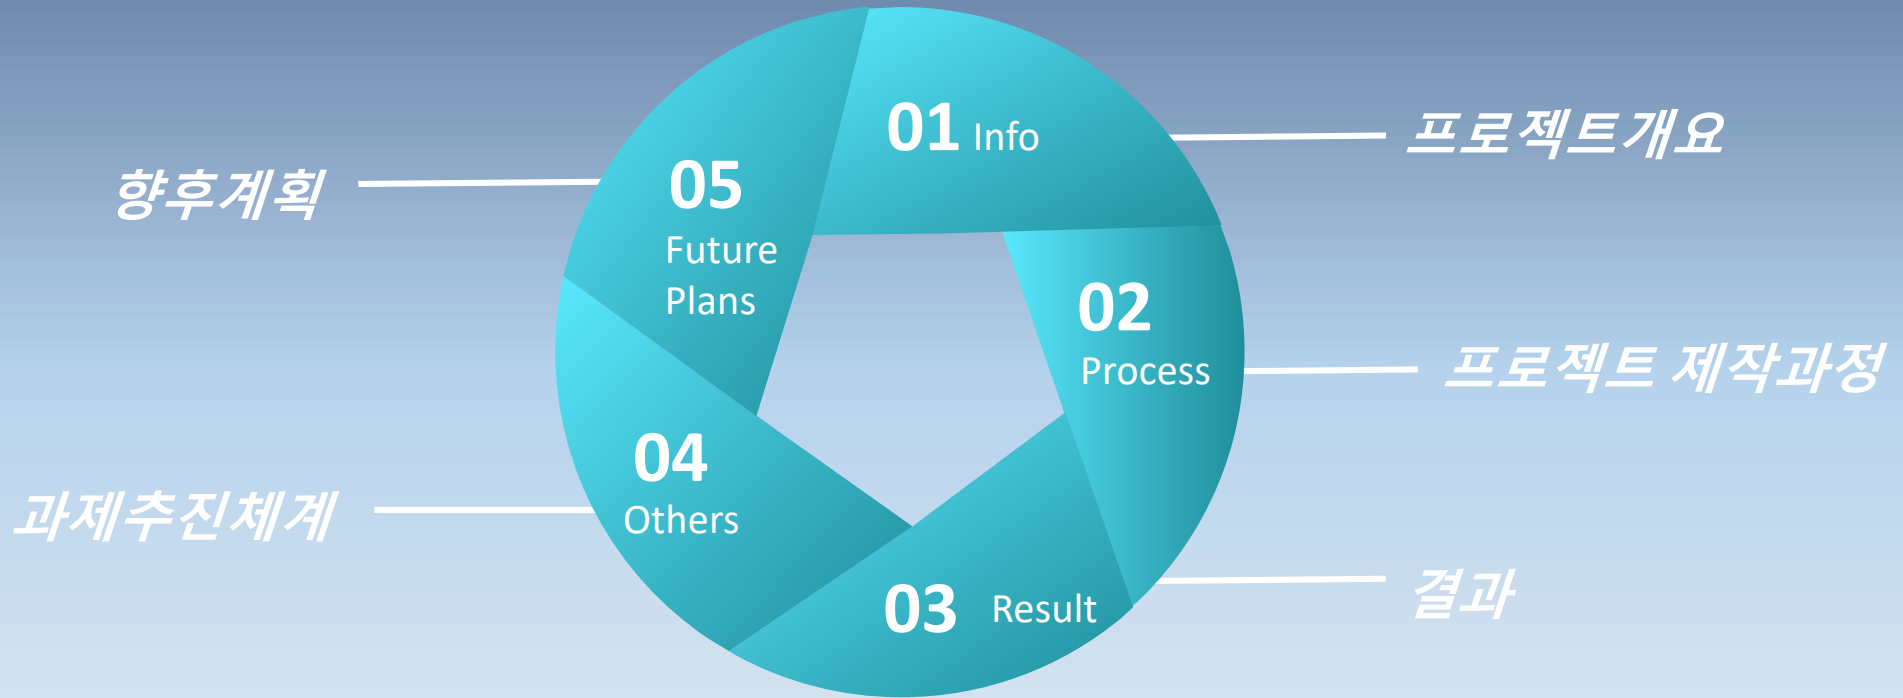 01 Info
프로젝트개요
02
Process
프로젝트 제작과정
03 Result
결과
04
Others
과제추진체계
05
Future
Plans
향후계획